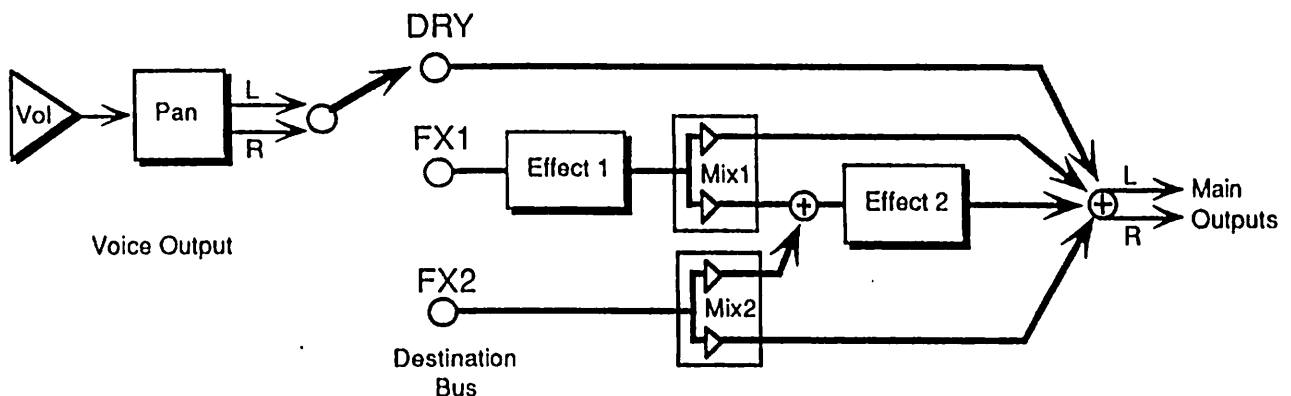 DRY
Vol
Pan
L
R
FX1
Effect 1
Mix1
Effect 2
L
R
Main
Outputs
Voice Output
FX2
Mix2
Destination
Bus